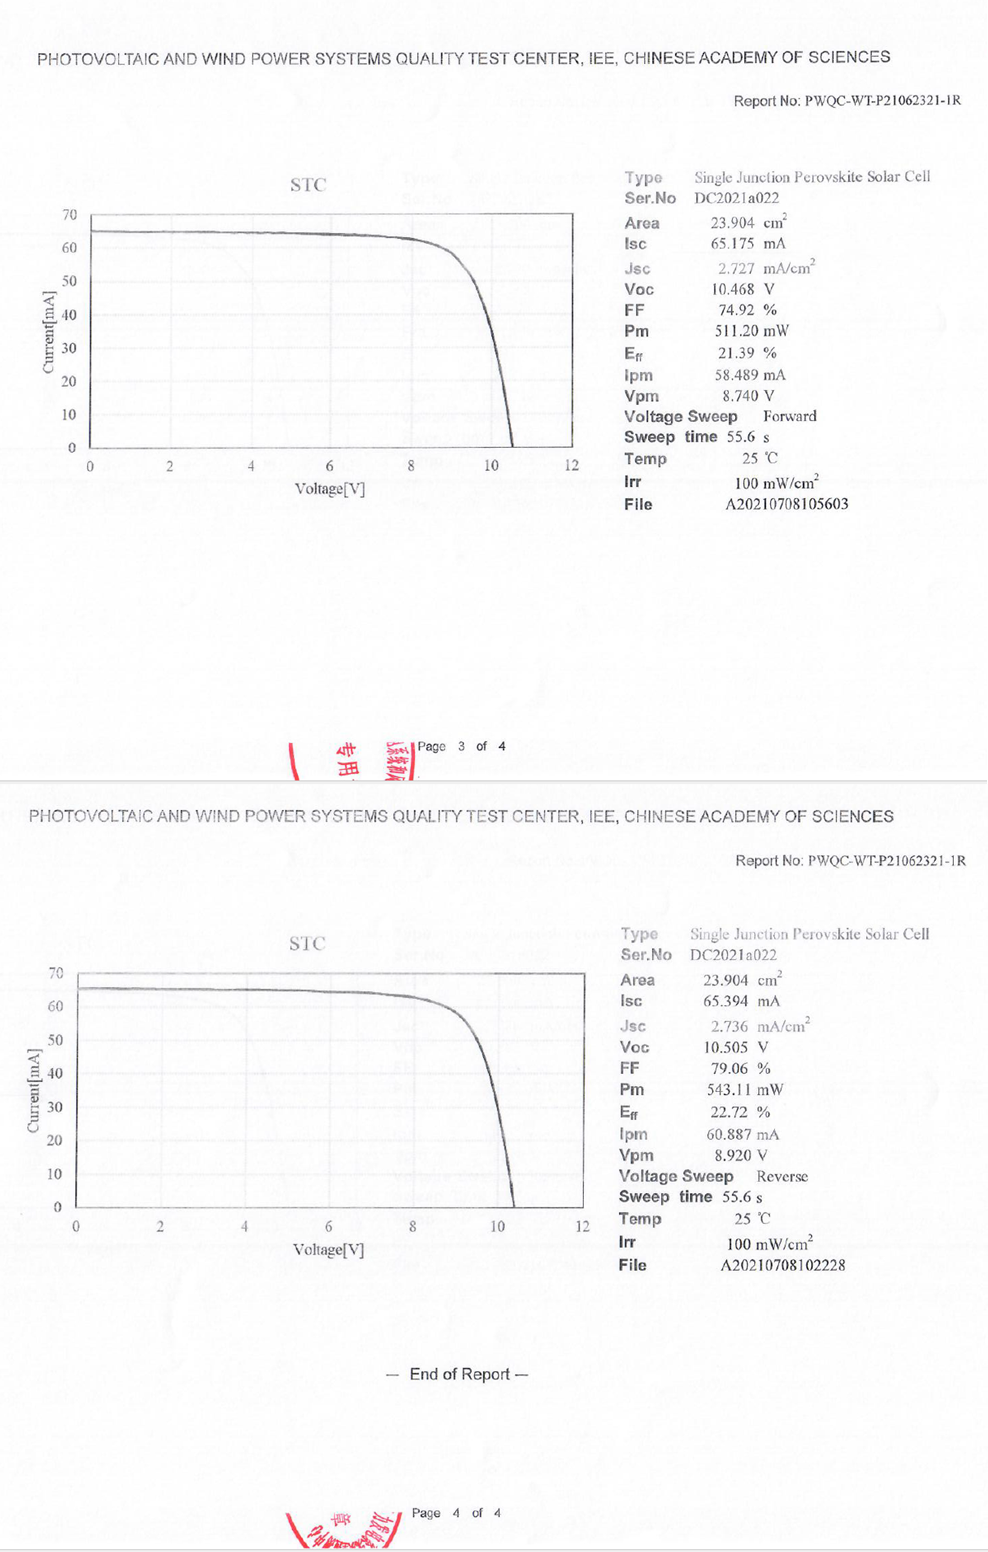 PHOTOVOLTAIC AND WIND POWER SYSTEMS QUALITY TEST CENTER, IEE, CHINESE ACADEMY OF SCIENCES
Report No: PWQC-WT-P21062321-1R
STC
70
60
50
40
30
20
10
0
0 2 4 6 8 10 12
Current[mA]
Voltage[V]
Type Single Junction Perovskite Solar Cell
Ser.No DC2021a022
Area 23.904 cm²
Isc 65.175 mA
Jsc 2.727 mA/cm²
Voc 10.468 V
FF 74.92 %
Pm 511.20 mW
Eff 21.39 %
Ipm 58.489 mA
Vpm 8.740 V
Voltage Sweep Forward
Sweep time 55.6 s
Temp 25 ℃
Irr 100 mW/cm²
File A20210708105603
专用
Page 3 of 4
PHOTOVOLTAIC AND WIND POWER SYSTEMS QUALITY TEST CENTER, IEE, CHINESE ACADEMY OF SCIENCES
Report No: PWQC-WT-P21062321-1R
STC
70
60
50
40
30
20
10
0
0 2 4 6 8 10 12
Current[mA]
Voltage[V]
Type Single Junction Perovskite Solar Cell
Ser.No DC2021a022
Area 23.904 cm²
Isc 65.394 mA
Jsc 2.736 mA/cm²
Voc 10.505 V
FF 79.06 %
Pm 543.11 mW
Eff 22.72 %
Ipm 60.887 mA
Vpm 8.920 V
Voltage Sweep Reverse
Sweep time 55.6 s
Temp 25 ℃
Irr 100 mW/cm²
File A20210708102228
— End of Report —
章
Page 4 of 4